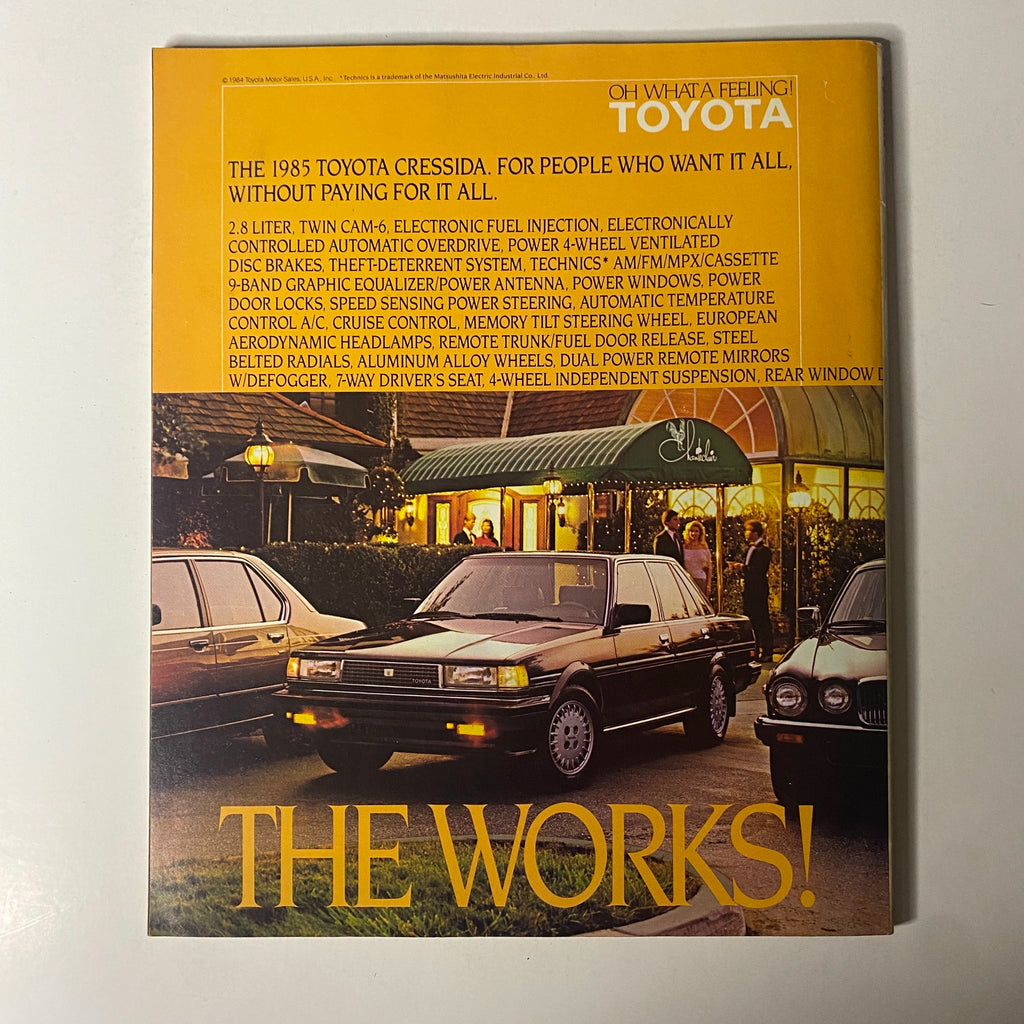 © 1984 Toyota Motor Sales, U.S.A., Inc. *Technics is a trademark of the Matsushita Electric Industrial Co., Ltd.
OH WHAT A FEELING!
TOYOTA
THE 1985 TOYOTA CRESSIDA. FOR PEOPLE WHO WANT IT ALL,
WITHOUT PAYING FOR IT ALL.
2.8 LITER, TWIN CAM-6, ELECTRONIC FUEL INJECTION, ELECTRONICALLY
CONTROLLED AUTOMATIC OVERDRIVE, POWER 4-WHEEL VENTILATED
DISC BRAKES, THEFT-DETERRENT SYSTEM, TECHNICS* AM/FM/MPX/CASSETTE
9-BAND GRAPHIC EQUALIZER/POWER ANTENNA, POWER WINDOWS, POWER
DOOR LOCKS, SPEED SENSING POWER STEERING, AUTOMATIC TEMPERATURE
CONTROL A/C, CRUISE CONTROL, MEMORY TILT STEERING WHEEL, EUROPEAN
AERODYNAMIC HEADLAMPS, REMOTE TRUNK/FUEL DOOR RELEASE, STEEL
BELTED RADIALS, ALUMINUM ALLOY WHEELS, DUAL POWER REMOTE MIRRORS
W/DEFOGGER, 7-WAY DRIVER'S SEAT, 4-WHEEL INDEPENDENT SUSPENSION, REAR WINDOW D
Chanticlair
TOYOTA
THE WORKS!